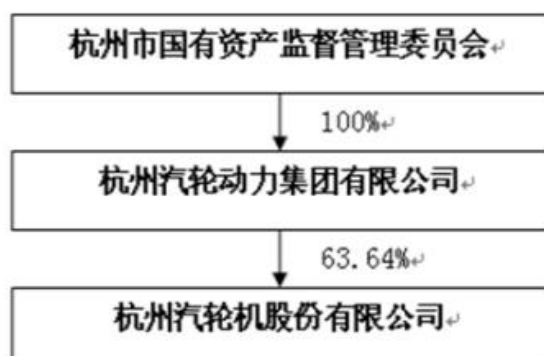 杭州市国有资产监督管理委员会
100%
杭州汽轮动力集团有限公司
63.64%
杭州汽轮机股份有限公司